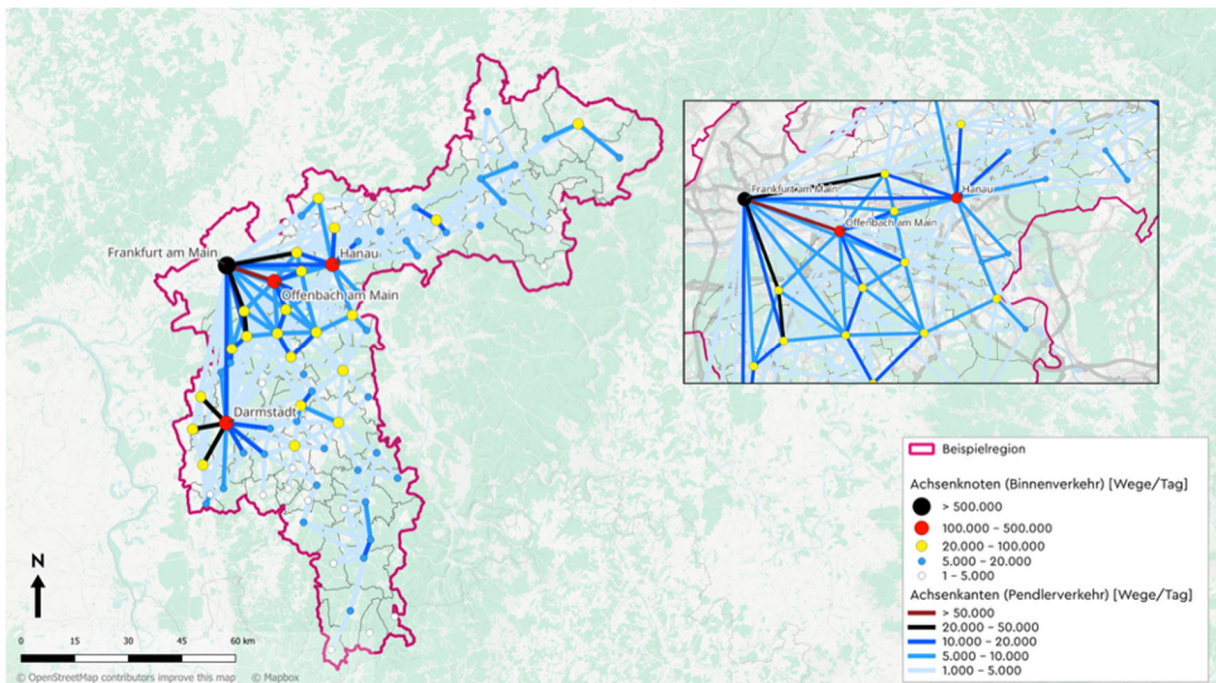 Frankfurt am Main
Hanau
Offenbach am Main
Darmstadt
Frankfurt am Main
Hanau
Offenbach am Main
N
0 15 30 45 60 km
© OpenStreetMap contributors improve this map © Mapbox
Beispielregion
Achsenknoten (Binnenverkehr) [Wege/Tag]
> 500.000
100.000 – 500.000
20.000 – 100.000
5.000 – 20.000
1 – 5.000
Achsenkanten (Pendlerverkehr) [Wege/Tag]
> 50.000
20.000 – 50.000
10.000 – 20.000
5.000 – 10.000
1.000 – 5.000